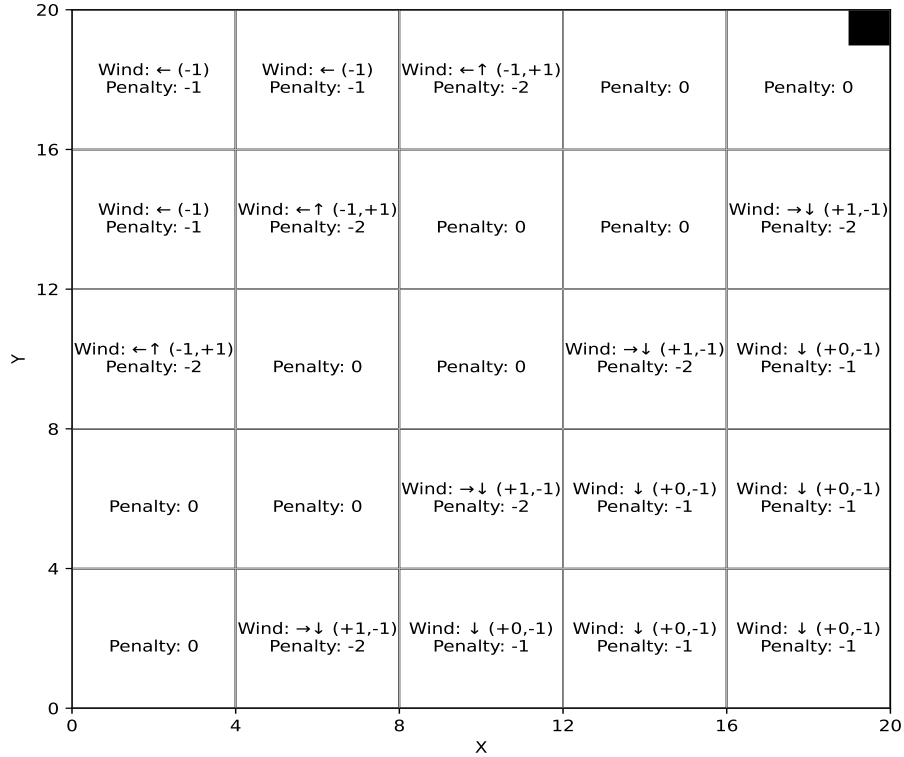 20
Wind: ← (-1)
Penalty: -1
Wind: ← (-1)
Penalty: -1
Wind: ←↑ (-1,+1)
Penalty: -2
Penalty: 0
Penalty: 0
16
Wind: ← (-1)
Penalty: -1
Wind: ←↑ (-1,+1)
Penalty: -2
Penalty: 0
Penalty: 0
Wind: →↓ (+1,-1)
Penalty: -2
12
Wind: ←↑ (-1,+1)
Penalty: -2
Penalty: 0
Penalty: 0
Wind: →↓ (+1,-1)
Penalty: -2
Wind: ↓ (+0,-1)
Penalty: -1
Y
8
Penalty: 0
Penalty: 0
Wind: →↓ (+1,-1)
Penalty: -2
Wind: ↓ (+0,-1)
Penalty: -1
Wind: ↓ (+0,-1)
Penalty: -1
4
Penalty: 0
Wind: →↓ (+1,-1)
Penalty: -2
Wind: ↓ (+0,-1)
Penalty: -1
Wind: ↓ (+0,-1)
Penalty: -1
Wind: ↓ (+0,-1)
Penalty: -1
0
0 4 8 12 16 20
X